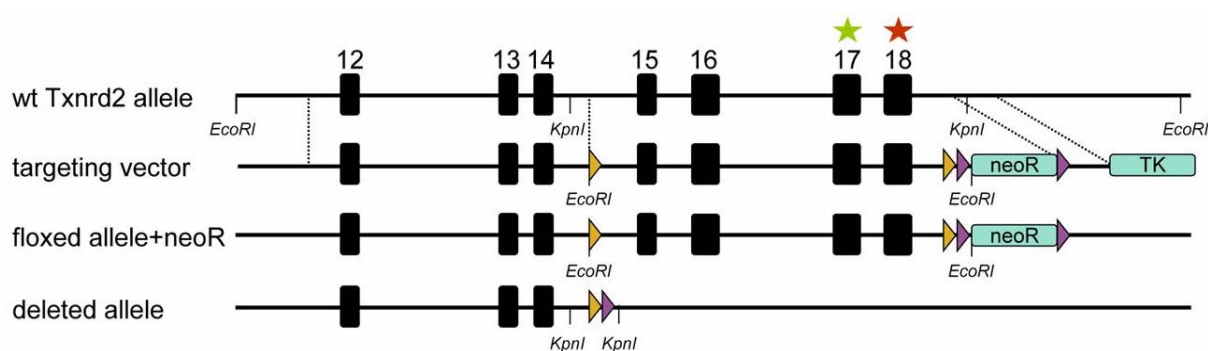 12 13 14 15 16 17 18
wt Txnrd2 allele
EcoRI KpnI KpnI EcoRI
targeting vector neoR TK
EcoRI EcoRI
floxed allele+neoR neoR
EcoRI EcoRI
deleted allele
KpnI KpnI